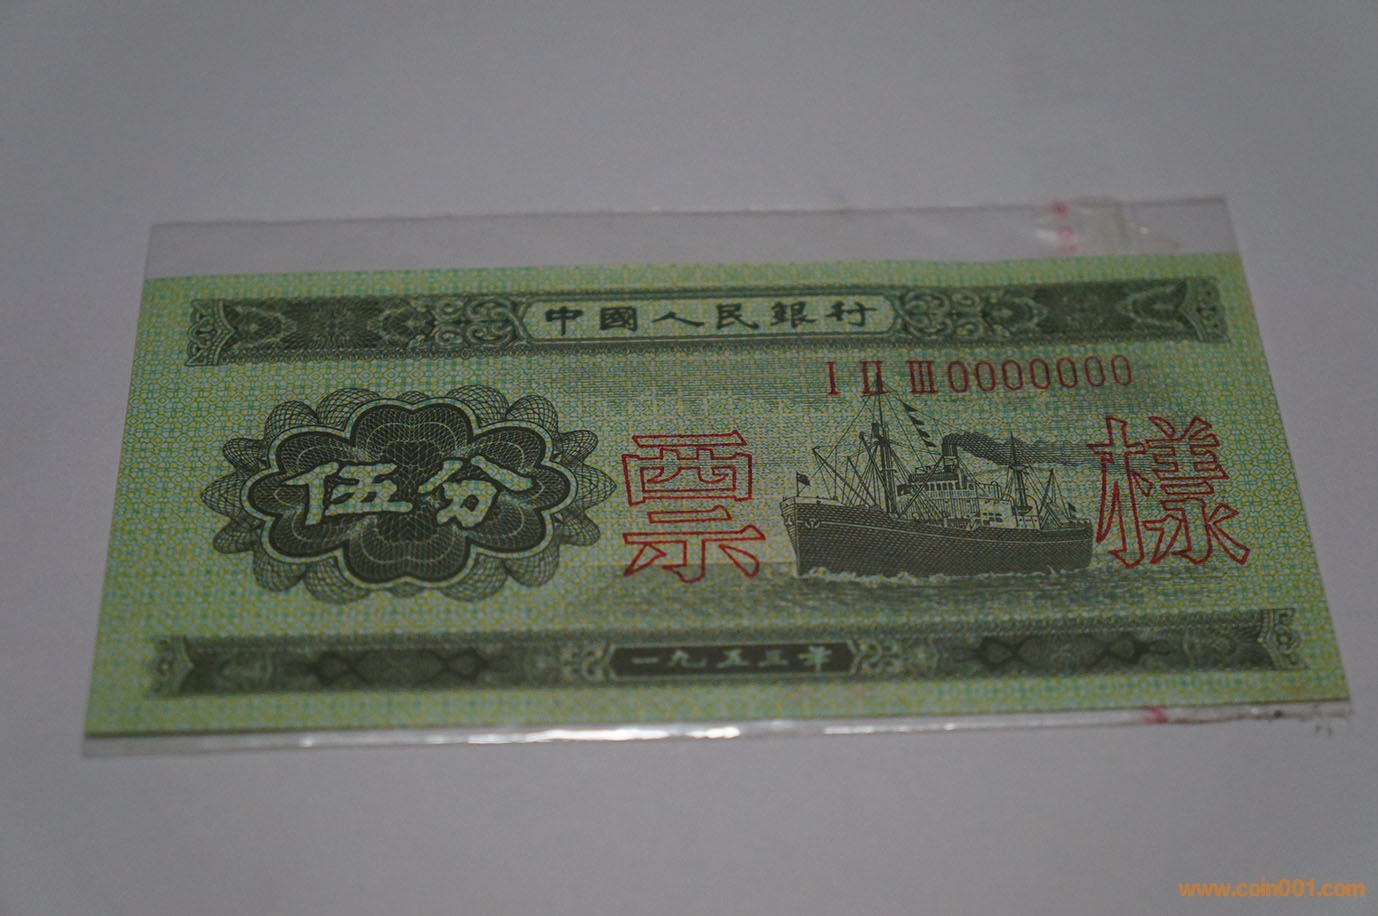 中國人民銀行
I II III 0000000
伍分
票樣
一九五三年
www.coin001.com